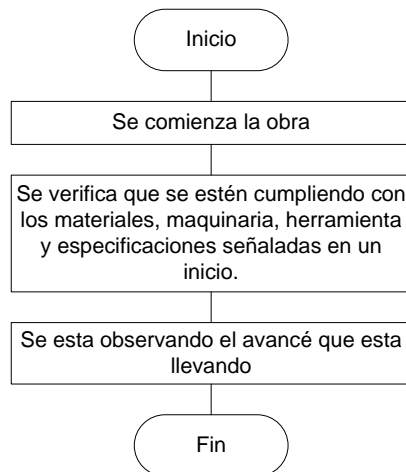 Inicio
Se comienza la obra
Se verifica que se estén cumpliendo con
los materiales, maquinaria, herramienta
y especificaciones señaladas en un
inicio.
Se esta observando el avancé que esta
llevando
Fin